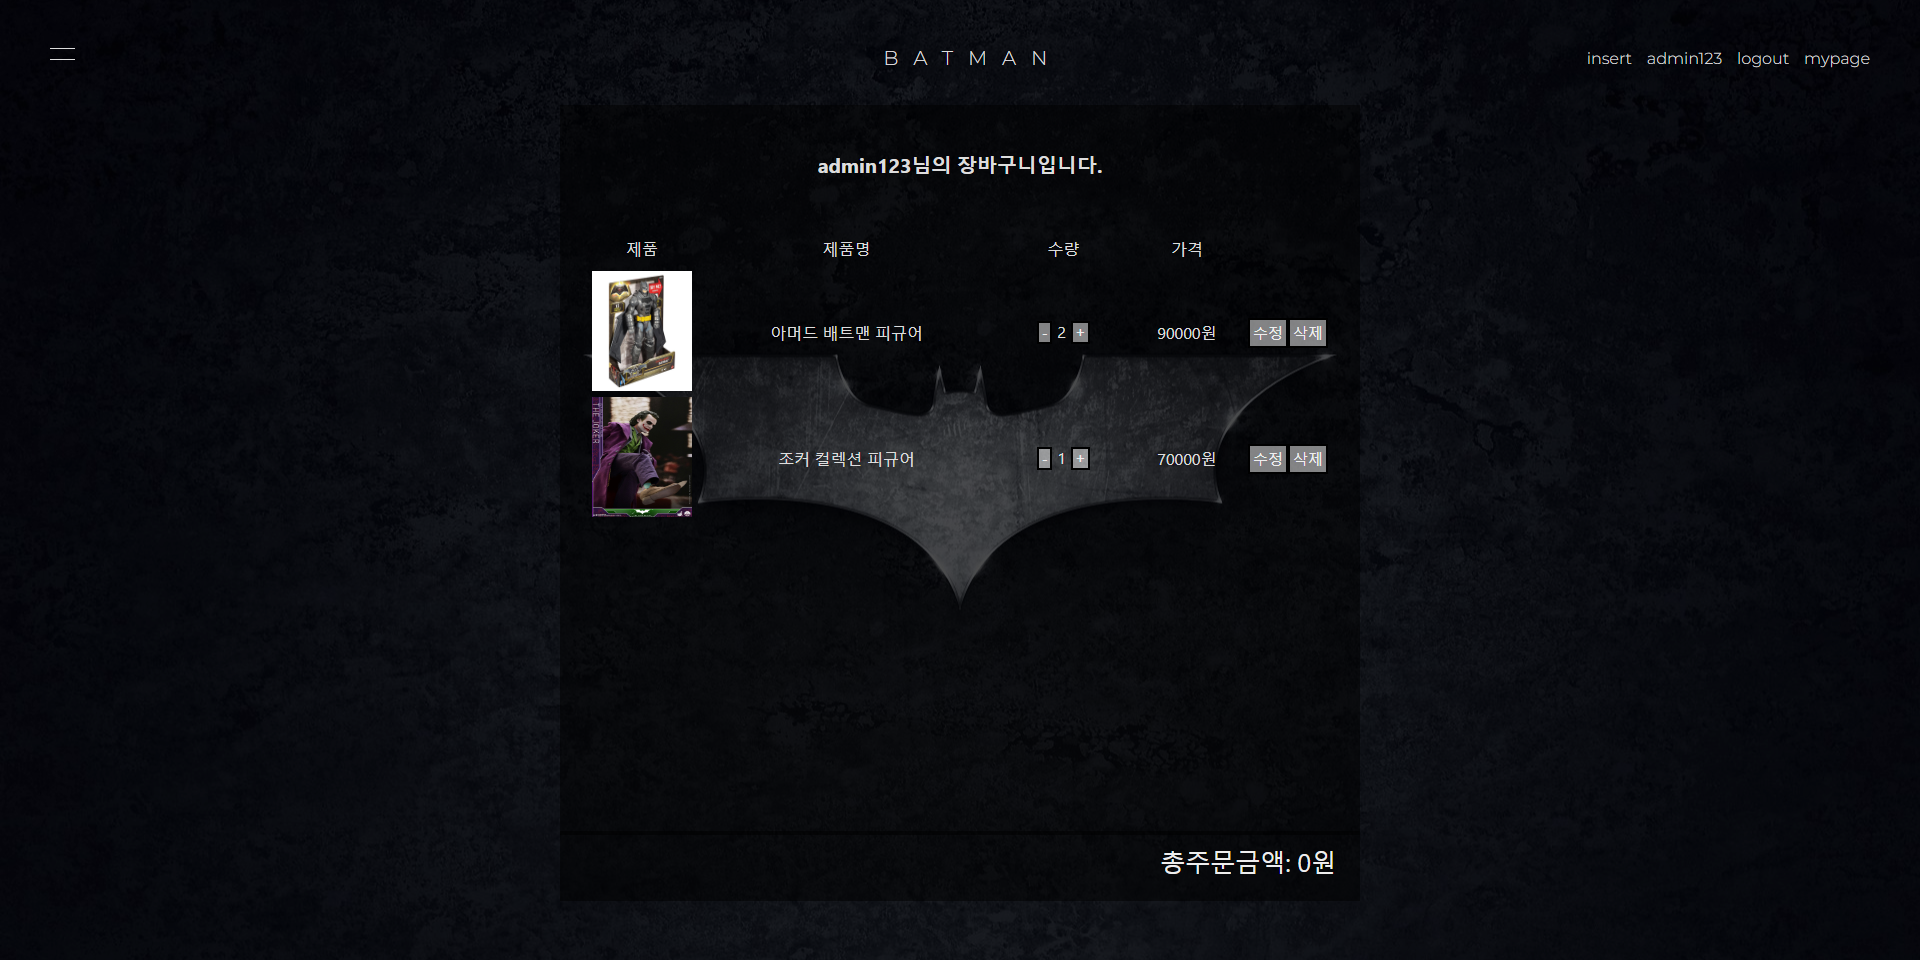 BATMAN
insert admin123 logout mypage
admin123님의 장바구니입니다.
제품 제품명 수량 가격
아머드 배트맨 피규어 - 2 + 90000원 수정 삭제
THE JOKER
조커 컬렉션 피규어 - 1 + 70000원 수정 삭제
총주문금액: 0원